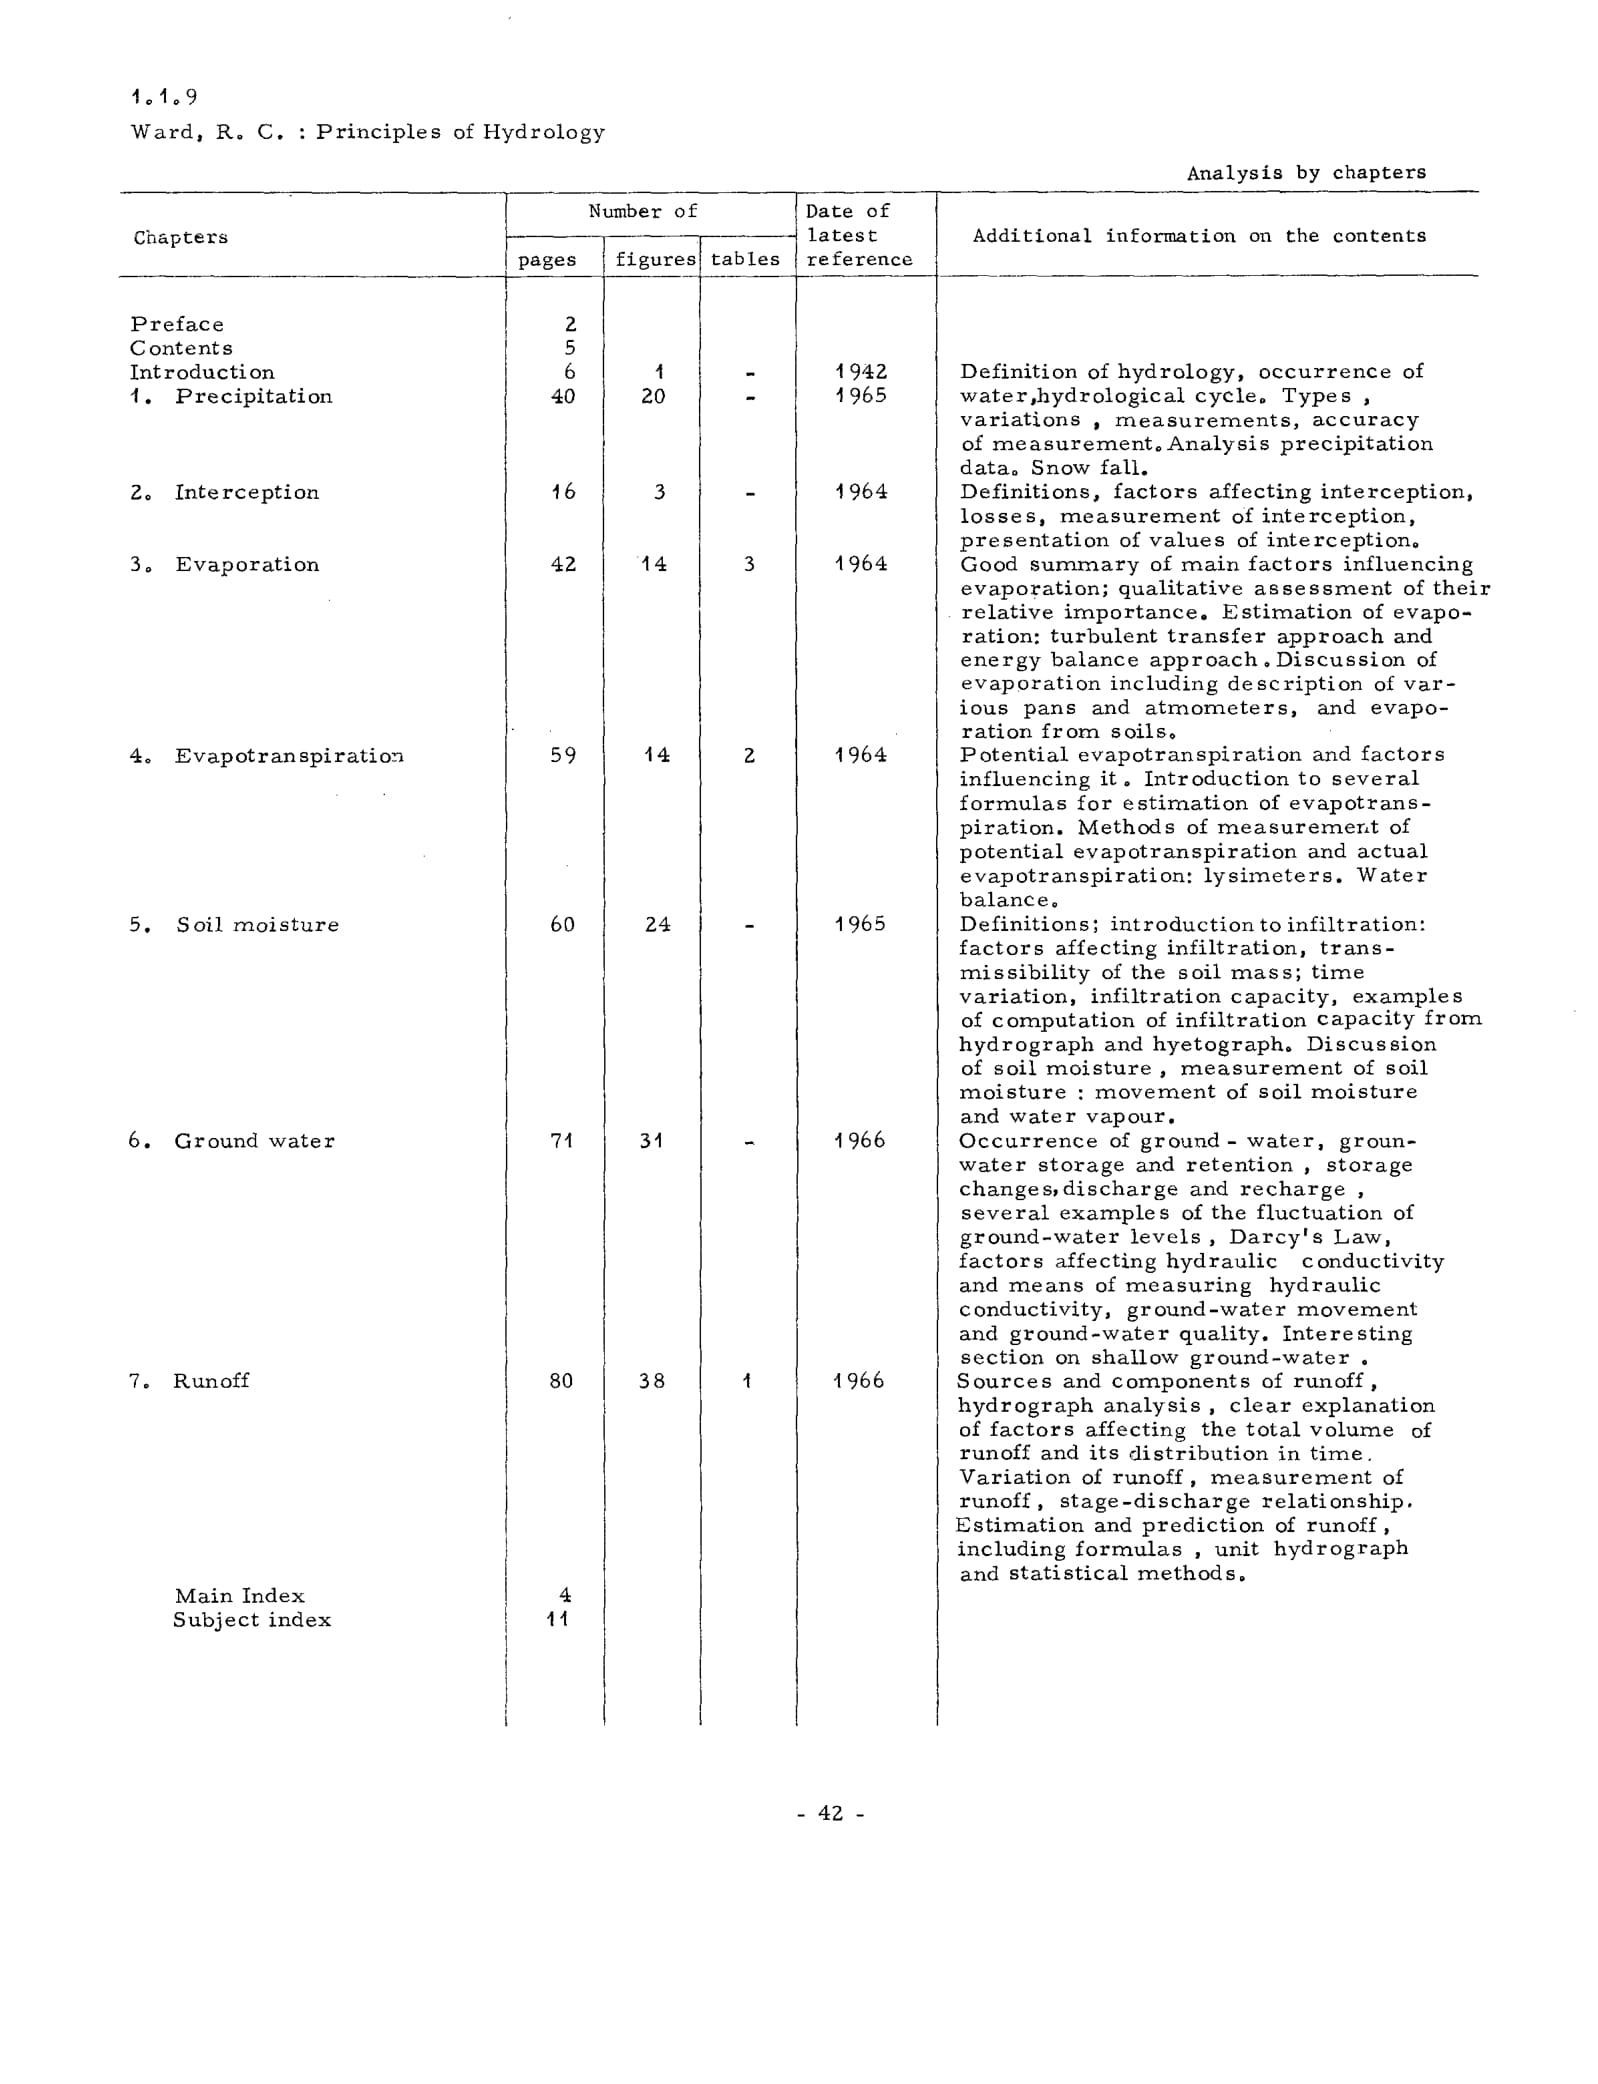 1.1.9
Ward, R. C. : Principles of Hydrology
Analysis by chapters
Chapters
Number of
pages figures tables
Date of
latest
reference
Additional information on the contents
Preface 2
Contents 5
Introduction 6 1 - 1942 Definition of hydrology, occurrence of
1. Precipitation 40 20 - 1965 water,hydrological cycle. Types ,
variations , measurements, accuracy
of measurement. Analysis precipitation
data. Snow fall.
2. Interception 16 3 - 1964 Definitions, factors affecting interception,
losses, measurement of interception,
presentation of values of interception.
3. Evaporation 42 14 3 1964 Good summary of main factors influencing
evaporation; qualitative assessment of their
relative importance. Estimation of evapo-
ration: turbulent transfer approach and
energy balance approach. Discussion of
evaporation including description of var-
ious pans and atmometers, and evapo-
ration from soils.
4. Evapotranspiration 59 14 2 1964 Potential evapotranspiration and factors
influencing it. Introduction to several
formulas for estimation of evapotrans-
piration. Methods of measurement of
potential evapotranspiration and actual
evapotranspiration: lysimeters. Water
balance.
5. Soil moisture 60 24 - 1965 Definitions; introduction to infiltration:
factors affecting infiltration, trans-
missibility of the soil mass; time
variation, infiltration capacity, examples
of computation of infiltration capacity from
hydrograph and hyetograph. Discussion
of soil moisture , measurement of soil
moisture : movement of soil moisture
and water vapour.
6. Ground water 71 31 - 1966 Occurrence of ground - water, groun-
water storage and retention , storage
changes, discharge and recharge ,
several examples of the fluctuation of
ground-water levels , Darcy's Law,
factors affecting hydraulic conductivity
and means of measuring hydraulic
conductivity, ground-water movement
and ground-water quality. Interesting
section on shallow ground-water .
7. Runoff 80 38 1 1966 Sources and components of runoff ,
hydrograph analysis , clear explanation
of factors affecting the total volume of
runoff and its distribution in time.
Variation of runoff , measurement of
runoff , stage-discharge relationship.
Estimation and prediction of runoff ,
including formulas , unit hydrograph
and statistical methods.
Main Index 4
Subject index 11
- 42 -